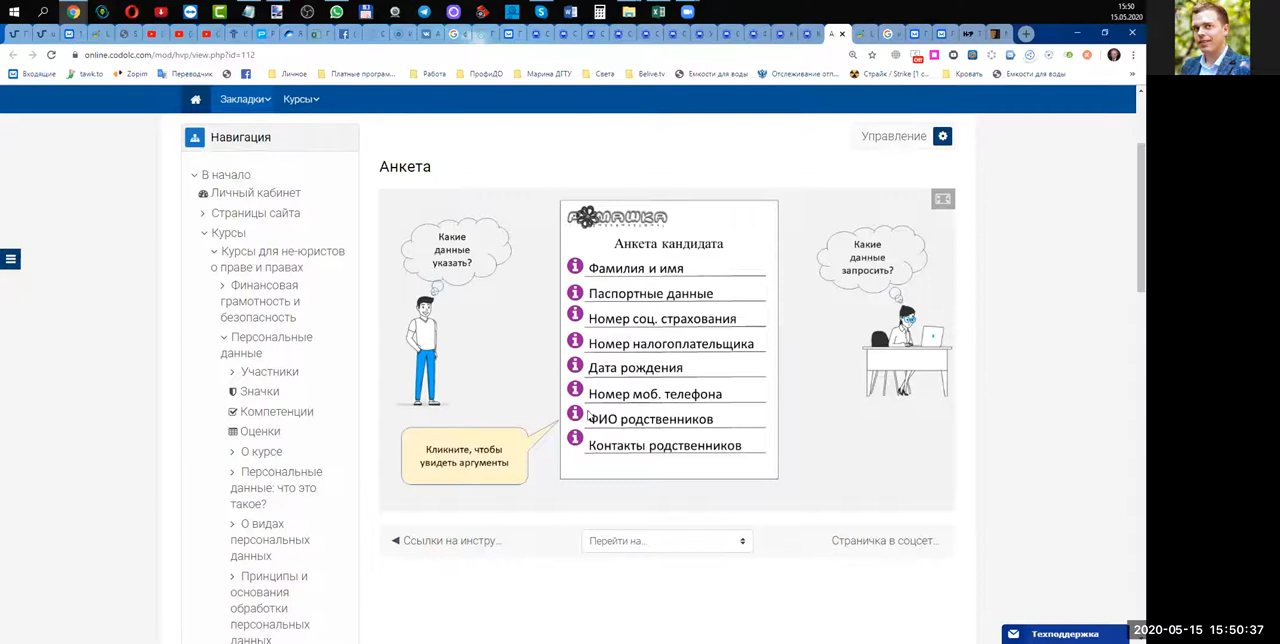 15:50
15.05.2020
online.codolc.com/mod/hvp/view.php?id=112
Входящие
tawk.to
Zopim
Переводчик
Личное
Платные програм...
Работа
ПрофиДО
Марина ДГТУ
Света
Belive.tv
Емкости для воды
Отслеживание отп...
Страйк / Strike [1 с...
Кровать
Емкости для воды
Закладки
Курсы
Навигация
В начало
Личный кабинет
Страницы сайта
Курсы
Курсы для не-юристов
о праве и правах
Финансовая
грамотность и
безопасность
Персональные
данные
Участники
Значки
Компетенции
Оценки
О курсе
Персональные
данные: что это
такое?
О видах
персональных
данных
Принципы и
основания
обработки
персональных
данных
Управление
Анкета
Какие
данные
указать?
РОМАШКА
Анкета кандидата
Фамилия и имя
Паспортные данные
Номер соц. страхования
Номер налогоплательщика
Дата рождения
Номер моб. телефона
ФИО родственников
Контакты родственников
Какие
данные
запросить?
Кликните, чтобы
увидеть аргументы
◀ Ссылки на инстру...
Перейти на...
Страничка в соцсет...
Техподдержка
2020-05-15 15:50:37